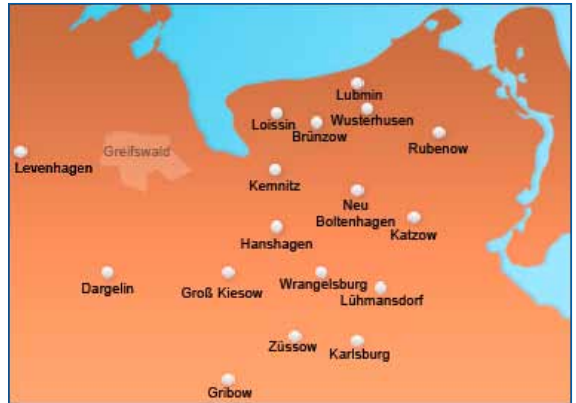 Lubmin
Wusterhusen
Loissin
Brünzow
Rubenow
Greifswald
Levenhagen
Kemnitz
Neu
Boltenhagen
Katzow
Hanshagen
Dargelin
Groß Kiesow
Wrangelsburg
Lühmansdorf
Züssow
Karlsburg
Gribow